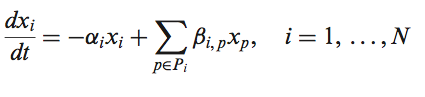 dx_i/dt = −α_i x_i + ∑_{p∈P_i} β_{i,p} x_p, i = 1, …, N